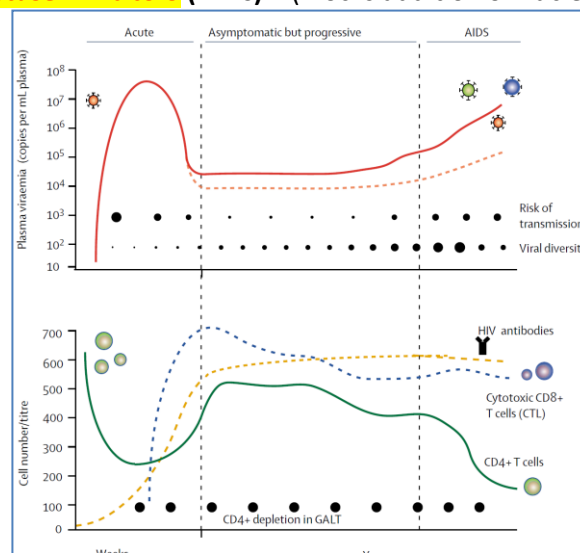 Acute Asymptomatic but progressive AIDS
Plasma viraemia (copies per mL plasma)
10⁸
10⁷
10⁶
10⁵
10⁴
10³
10²
10
Risk of
transmission
Viral diversity
Cell number/titre
700
600
500
400
300
200
100
0
HIV antibodies
Cytotoxic CD8+
T cells (CTL)
CD4+ T cells
CD4+ depletion in GALT
Weeks